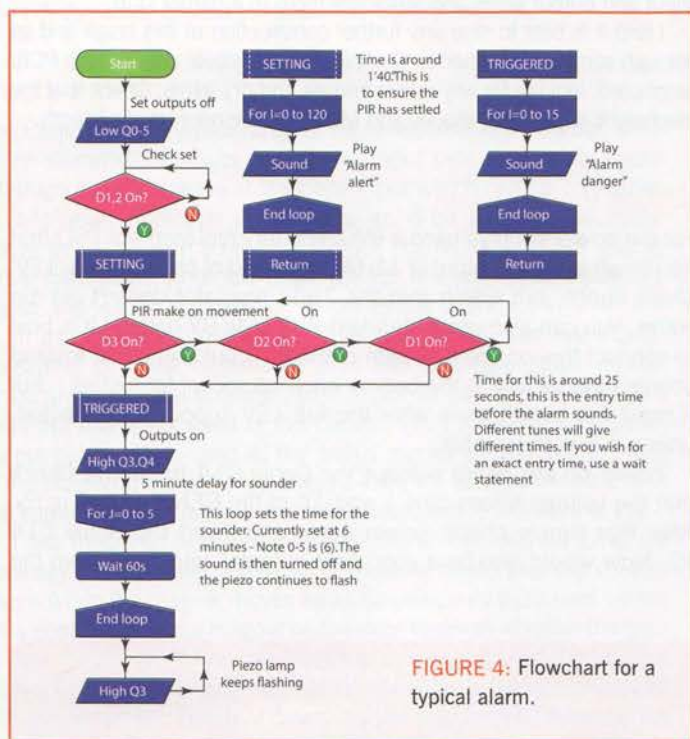 Start
Set outputs off
Low Q0-5
Check set
D1,2 On?
N
Y
SETTING
SETTING
For I=0 to 120
Sound
End loop
Return
Time is around
1'40.This is
to ensure the
PIR has settled
Play
"Alarm
alert"
TRIGGERED
For I=0 to 15
Sound
End loop
Return
Play
"Alarm
danger"
PIR make on movement
On
On
D3 On?
Y
D2 On?
Y
D1 On?
Y
N
N
N
TRIGGERED
Outputs on
High Q3,Q4
5 minute delay for sounder
For J=0 to 5
Wait 60s
End loop
High Q3
Time for this is around 25
seconds, this is the entry time
before the alarm sounds.
Different tunes will give
different times. If you wish for
an exact entry time, use a wait
statement
This loop sets the time for the
sounder. Currently set at 6
minutes - Note 0-5 is (6).The
sound is then turned off and
the piezo continues to flash
Piezo lamp
keeps flashing
FIGURE 4: Flowchart for a
typical alarm.